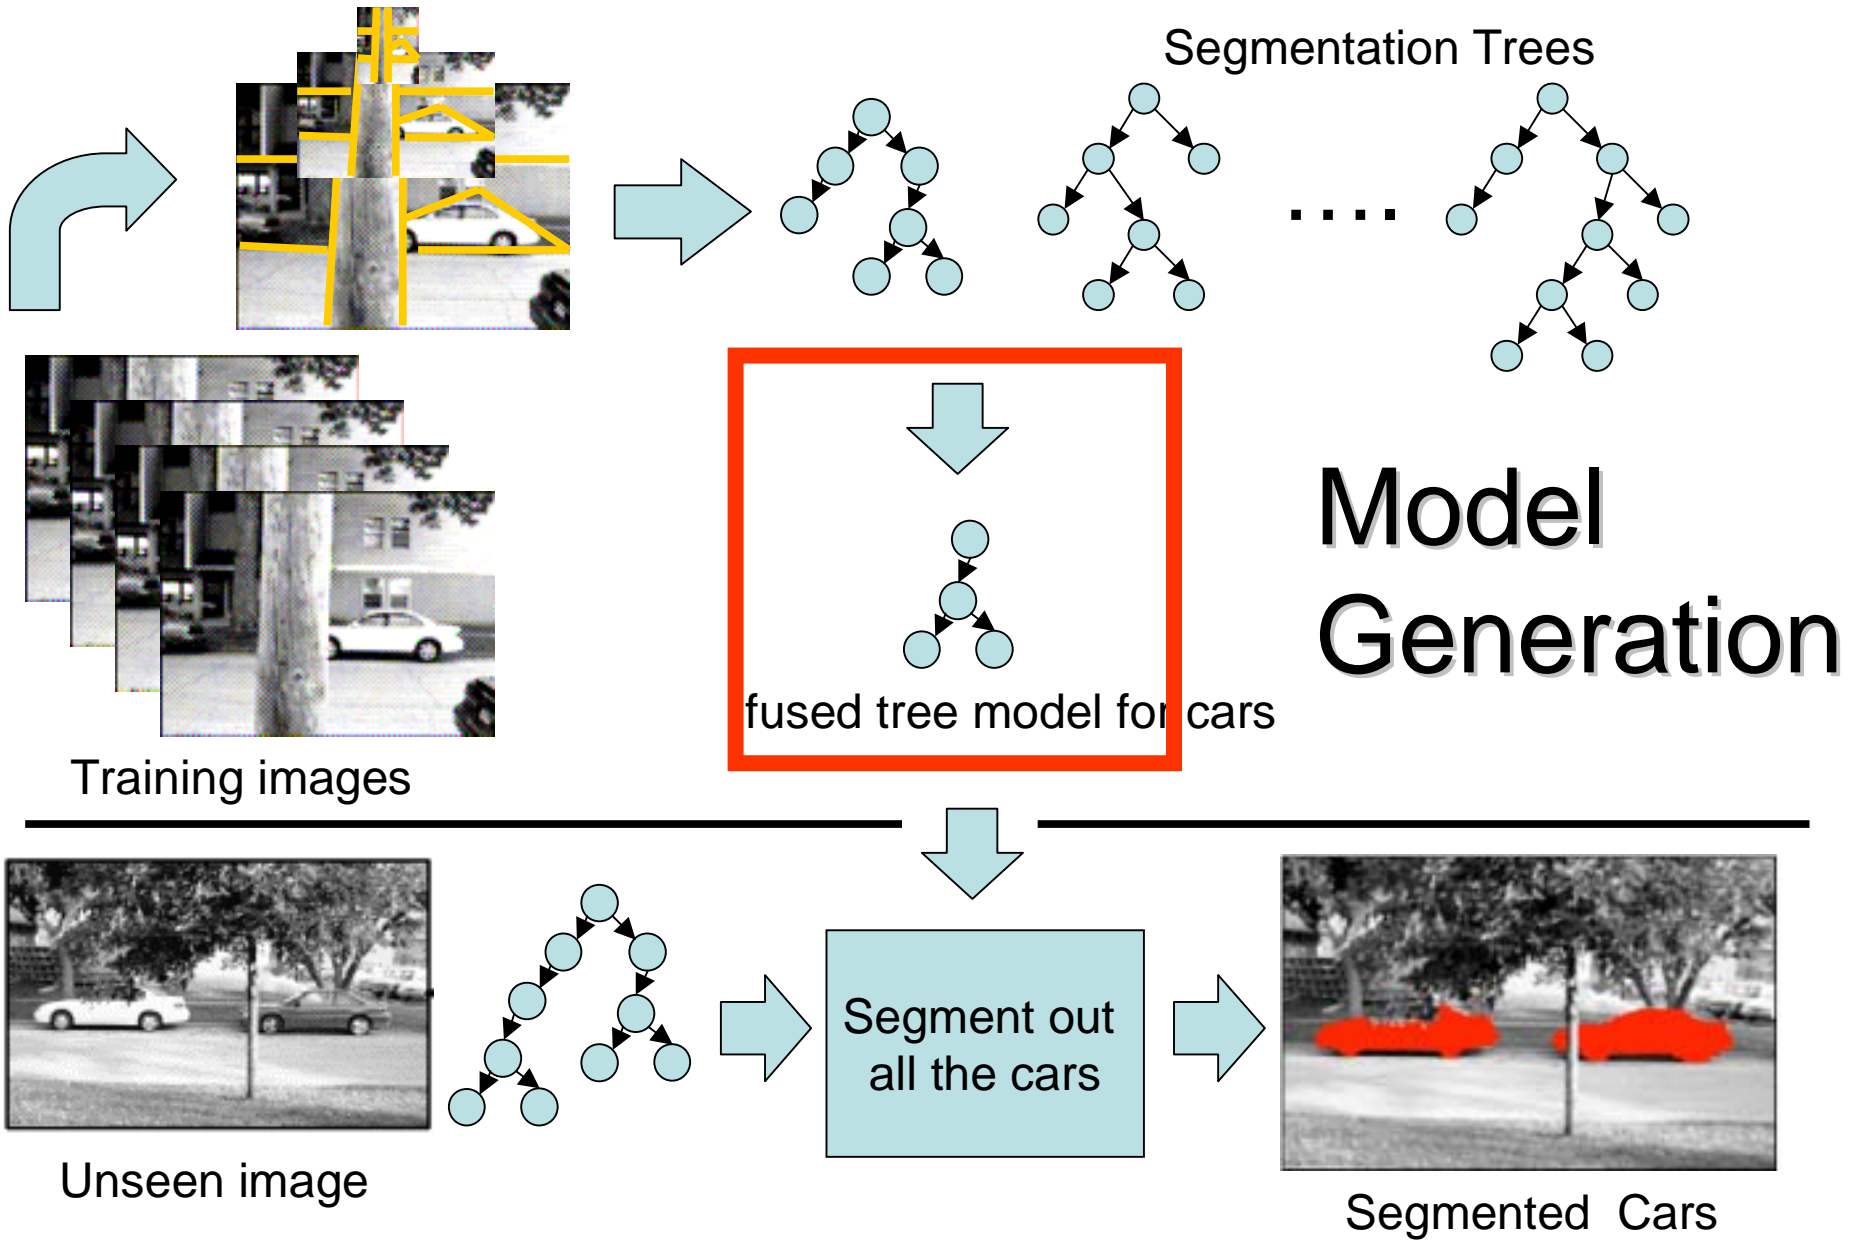 Segmentation Trees
Model
Generation
fused tree model for cars
Training images
Segment out
all the cars
Unseen image
Segmented Cars